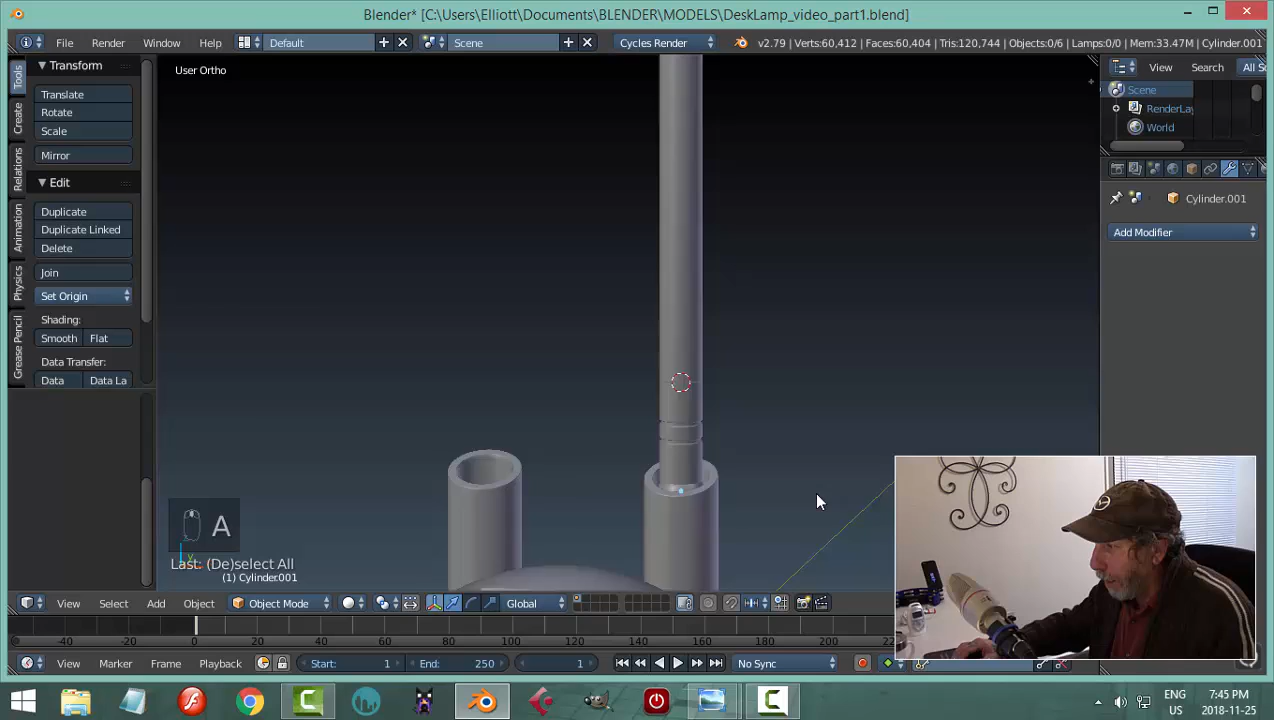 Blender* [C:\Users\Elliott\Documents\BLENDER\MODELS\DeskLamp_video_part1.blend]
File Render Window Help Default Scene Cycles Render v2.79 | Verts:60,412 | Faces:60,404 | Tris:120,744 | Objects:0/6 | Lamps:0/0 | Mem:33.47M | Cylinder.001
Tools
Create
Relations
Animation
Physics
Grease Pencil
Transform
Translate
Rotate
Scale
Mirror
Edit
Duplicate
Duplicate Linked
Delete
Join
Set Origin
Shading:
Smooth Flat
Data Transfer:
Data Data La
User Ortho
A
Last: (De)select All
(1) Cylinder.001
View Search All Sc
Scene
RenderLay
World
Cylinder.001
Add Modifier
View Select Add Object Object Mode Global
-40 -20 0 20 40 60 80 100 120 140 160 180 200
View Marker Frame Playback Start: 1 End: 250 1 No Sync
ENG
US
7:45 PM
2018-11-25